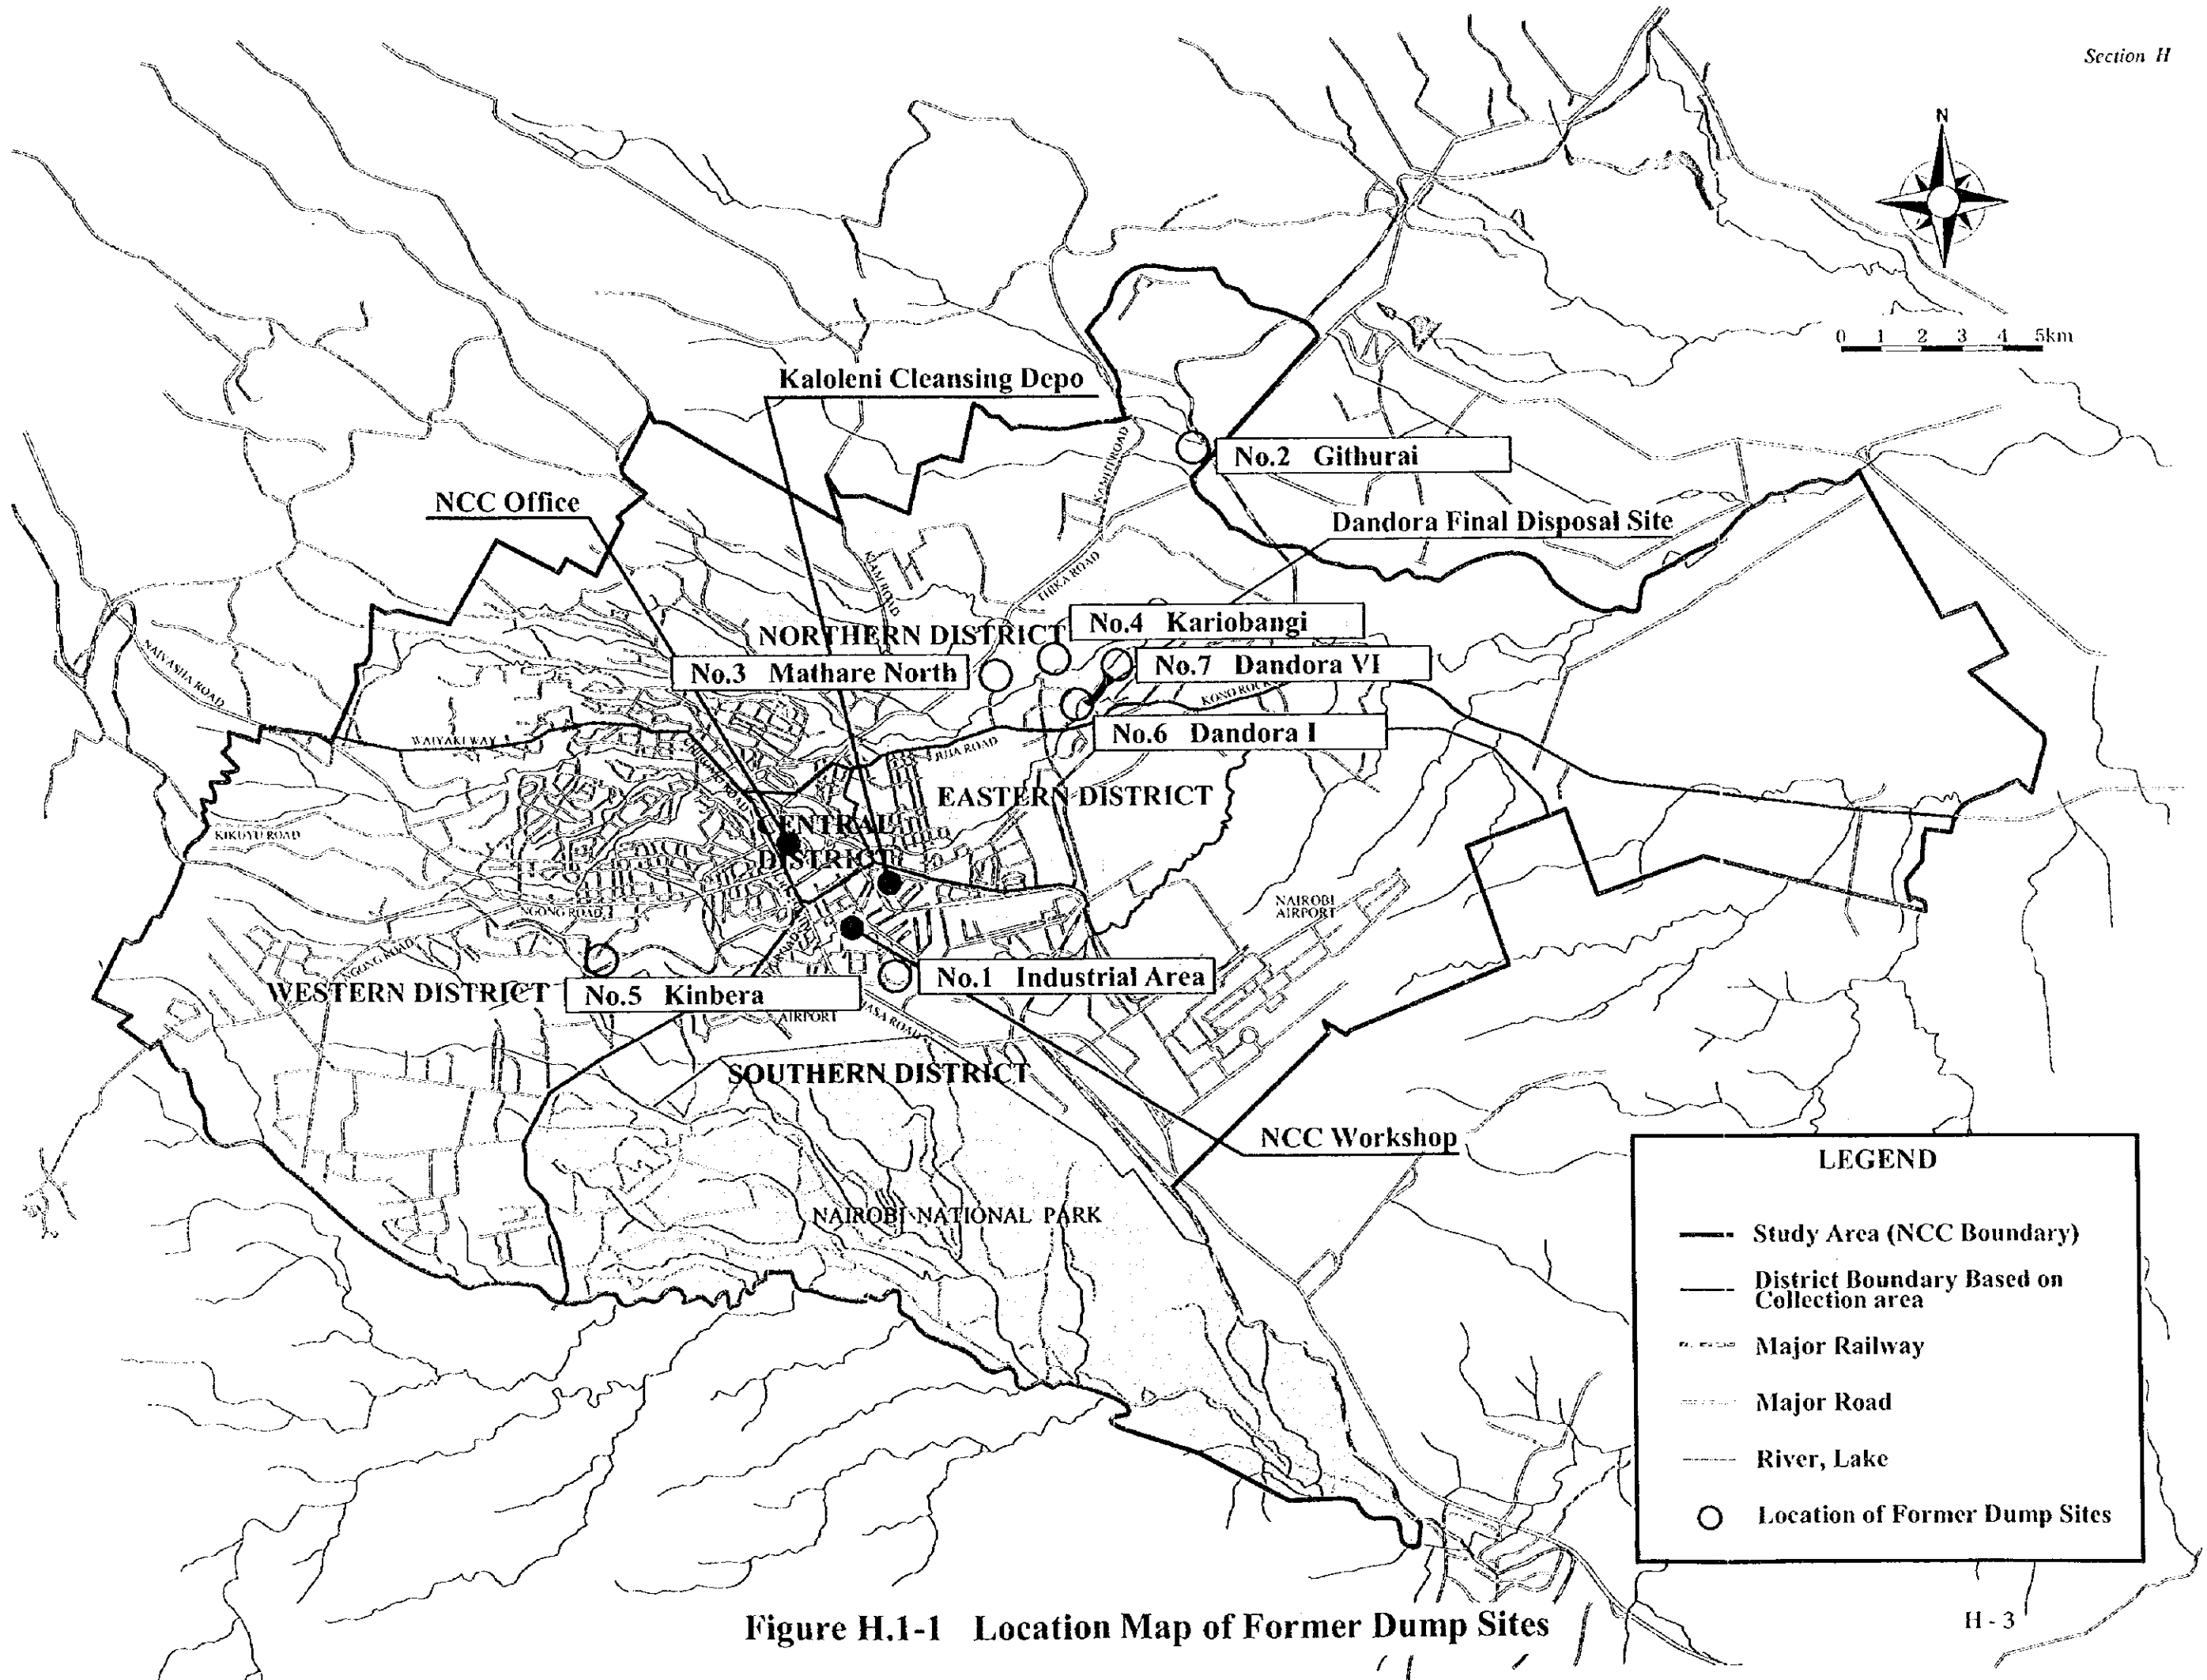 Section H
N
0 1 2 3 4 5km
Kaloleni Cleansing Depo
No.2 Githurai
NCC Office
KAMITI ROAD
Dandora Final Disposal Site
THIKA ROAD
No.4 Kariobangi
NORTHERN DISTRICT
No.3 Mathare North
No.7 Dandora VI
NAIVASHA ROAD
No.6 Dandora I
WAIYAKI WAY
JUJA ROAD
EASTERN DISTRICT
KIKUYU ROAD
CENTRAL
DISTRICT
NAIROBI
AIRPORT
NGONG ROAD
NGONG ROAD
WESTERN DISTRICT
No.5 Kinbera
No.1 Industrial Area
AIRPORT
ASA ROAD
SOUTHERN DISTRICT
NCC Workshop
NAIROBI NATIONAL PARK
LEGEND
Study Area (NCC Boundary)
District Boundary Based on
Collection area
Major Railway
Major Road
River, Lake
Location of Former Dump Sites
Figure H.1-1 Location Map of Former Dump Sites
H - 3